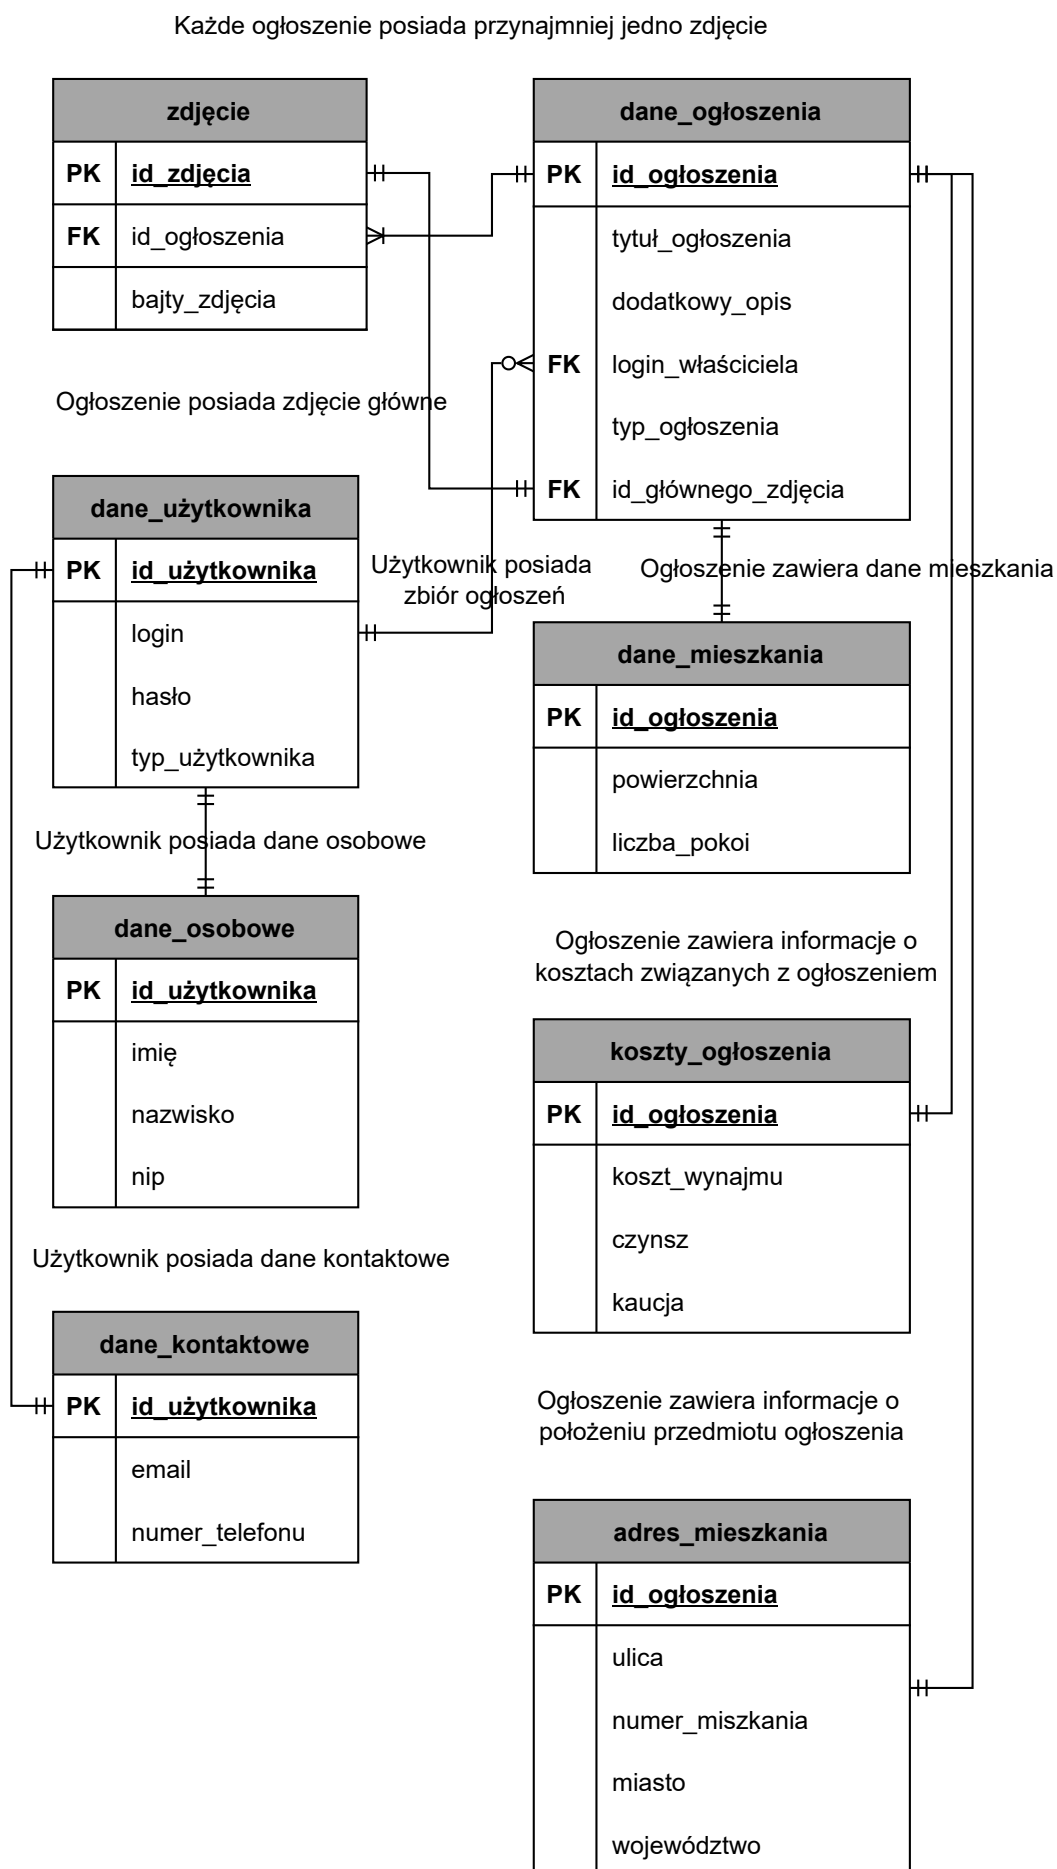 Każde ogłoszenie posiada przynajmniej jedno zdjęcie
zdjęcie
PK id_zdjęcia
FK id_ogłoszenia
bajty_zdjęcia
dane_ogłoszenia
PK id_ogłoszenia
tytuł_ogłoszenia
dodatkowy_opis
FK login_właściciela
typ_ogłoszenia
FK id_głównego_zdjęcia
Ogłoszenie posiada zdjęcie główne
dane_użytkownika
PK id_użytkownika
login
hasło
typ_użytkownika
Użytkownik posiada
zbiór ogłoszeń
Ogłoszenie zawiera dane mieszkania
dane_mieszkania
PK id_ogłoszenia
powierzchnia
liczba_pokoi
Użytkownik posiada dane osobowe
dane_osobowe
PK id_użytkownika
imię
nazwisko
nip
Ogłoszenie zawiera informacje o
kosztach związanych z ogłoszeniem
koszty_ogłoszenia
PK id_ogłoszenia
koszt_wynajmu
czynsz
kaucja
Użytkownik posiada dane kontaktowe
dane_kontaktowe
PK id_użytkownika
email
numer_telefonu
Ogłoszenie zawiera informacje o
położeniu przedmiotu ogłoszenia
adres_mieszkania
PK id_ogłoszenia
ulica
numer_miszkania
miasto
województwo